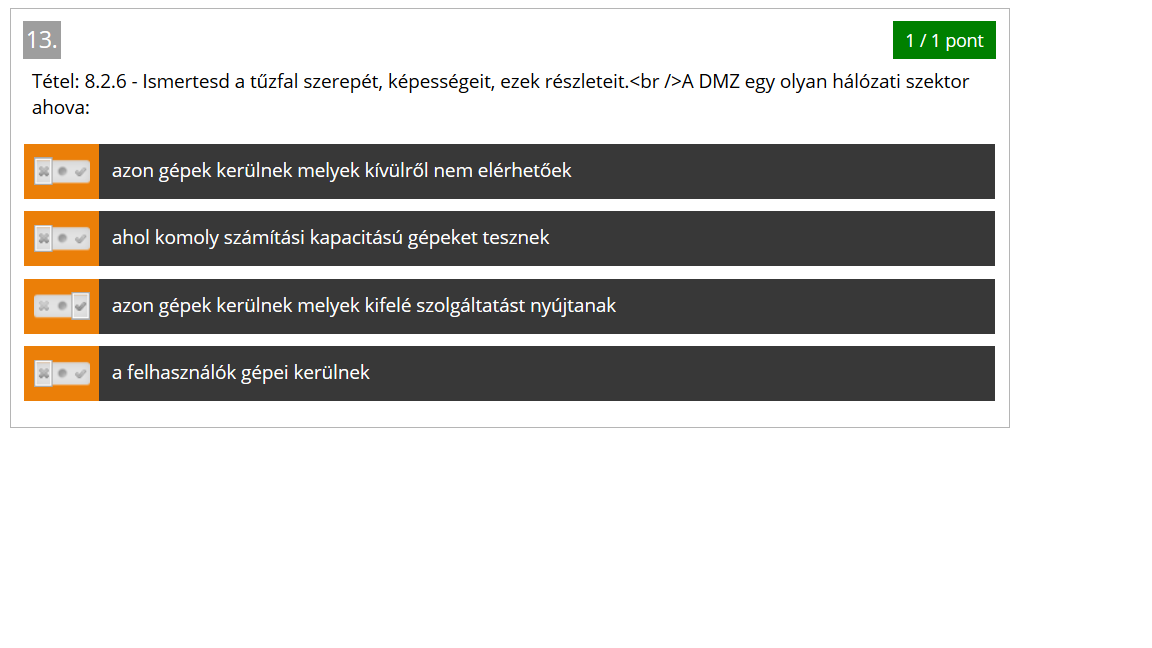 13.
1 / 1 pont
Tétel: 8.2.6 - Ismertesd a tűzfal szerepét, képességeit, ezek részleteit.<br />A DMZ egy olyan hálózati szektor
ahova:
azon gépek kerülnek melyek kívülről nem elérhetőek
ahol komoly számítási kapacitású gépeket tesznek
azon gépek kerülnek melyek kifelé szolgáltatást nyújtanak
a felhasználók gépei kerülnek